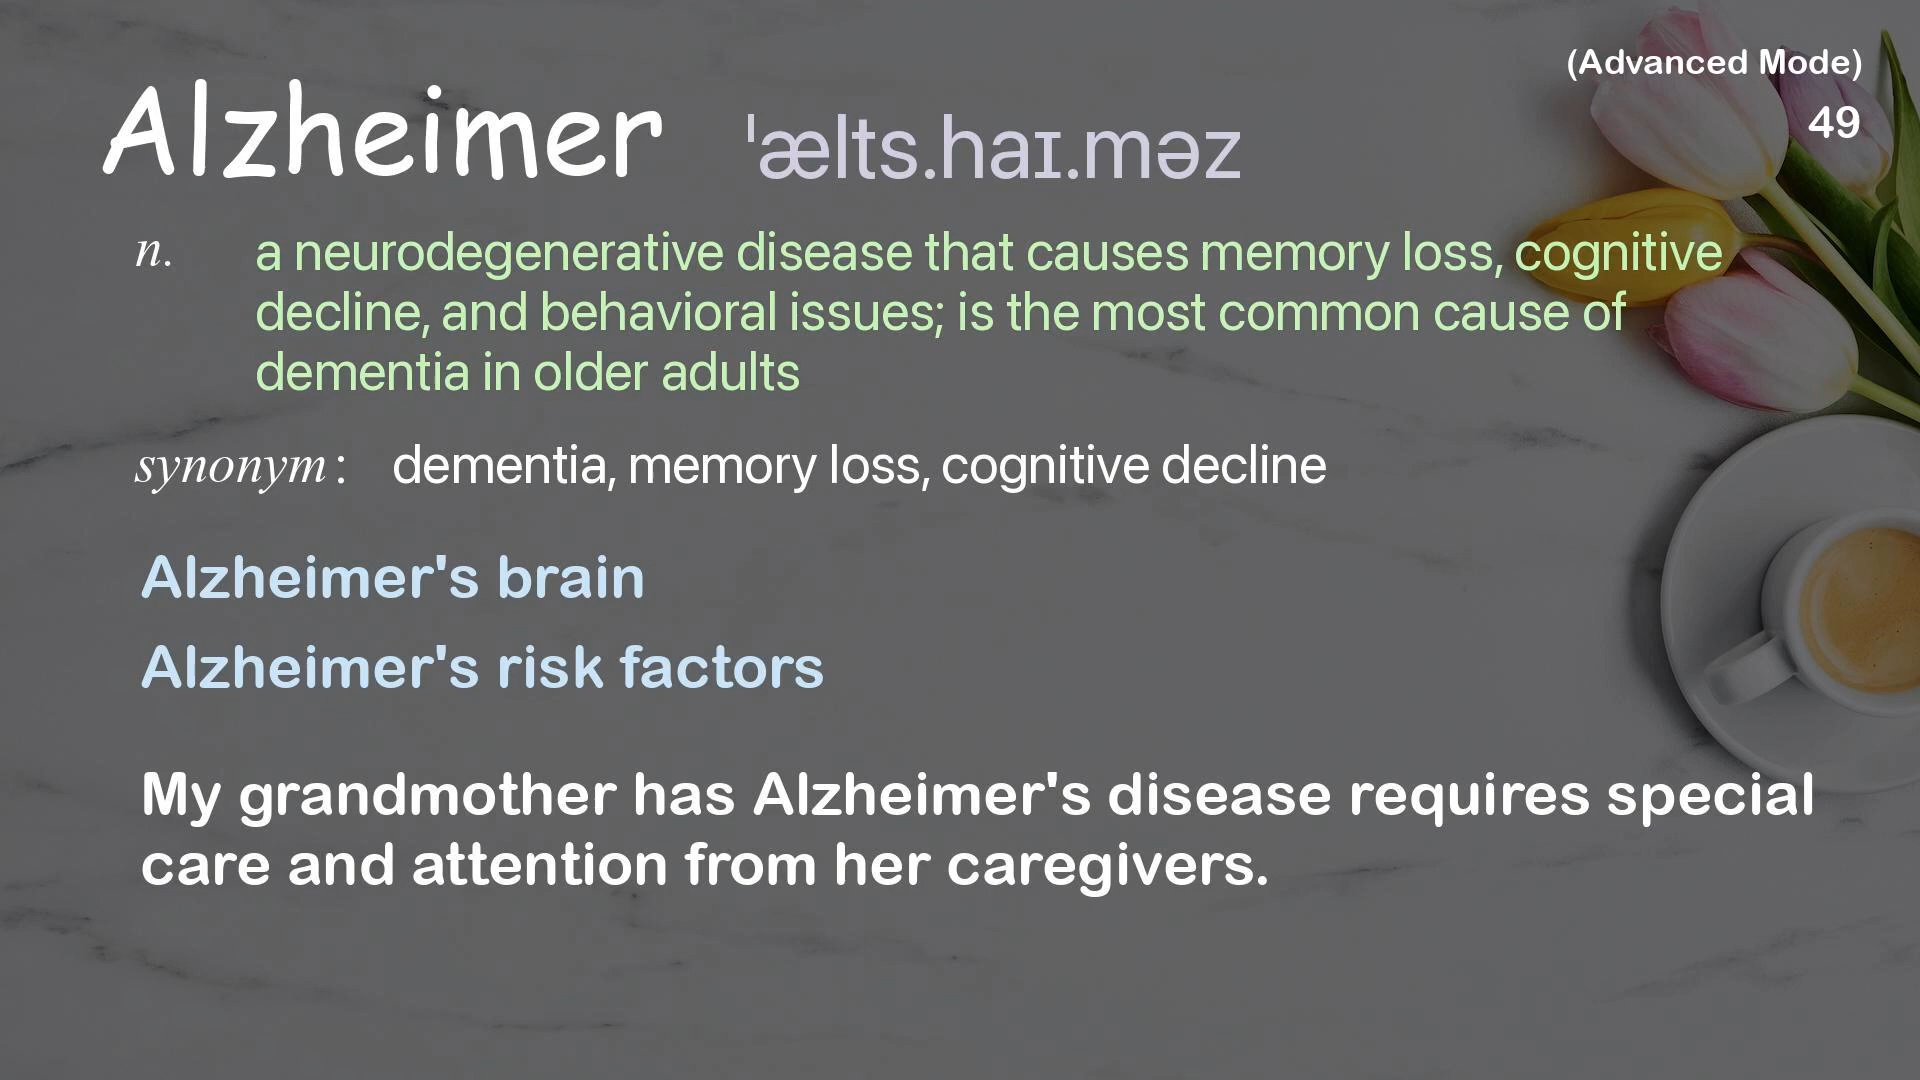 (Advanced Mode)
Alzheimer ˈælts.haɪ.məz
49
n. a neurodegenerative disease that causes memory loss, cognitive
decline, and behavioral issues; is the most common cause of
dementia in older adults
synonym : dementia, memory loss, cognitive decline
Alzheimer's brain
Alzheimer's risk factors
My grandmother has Alzheimer's disease requires special
care and attention from her caregivers.